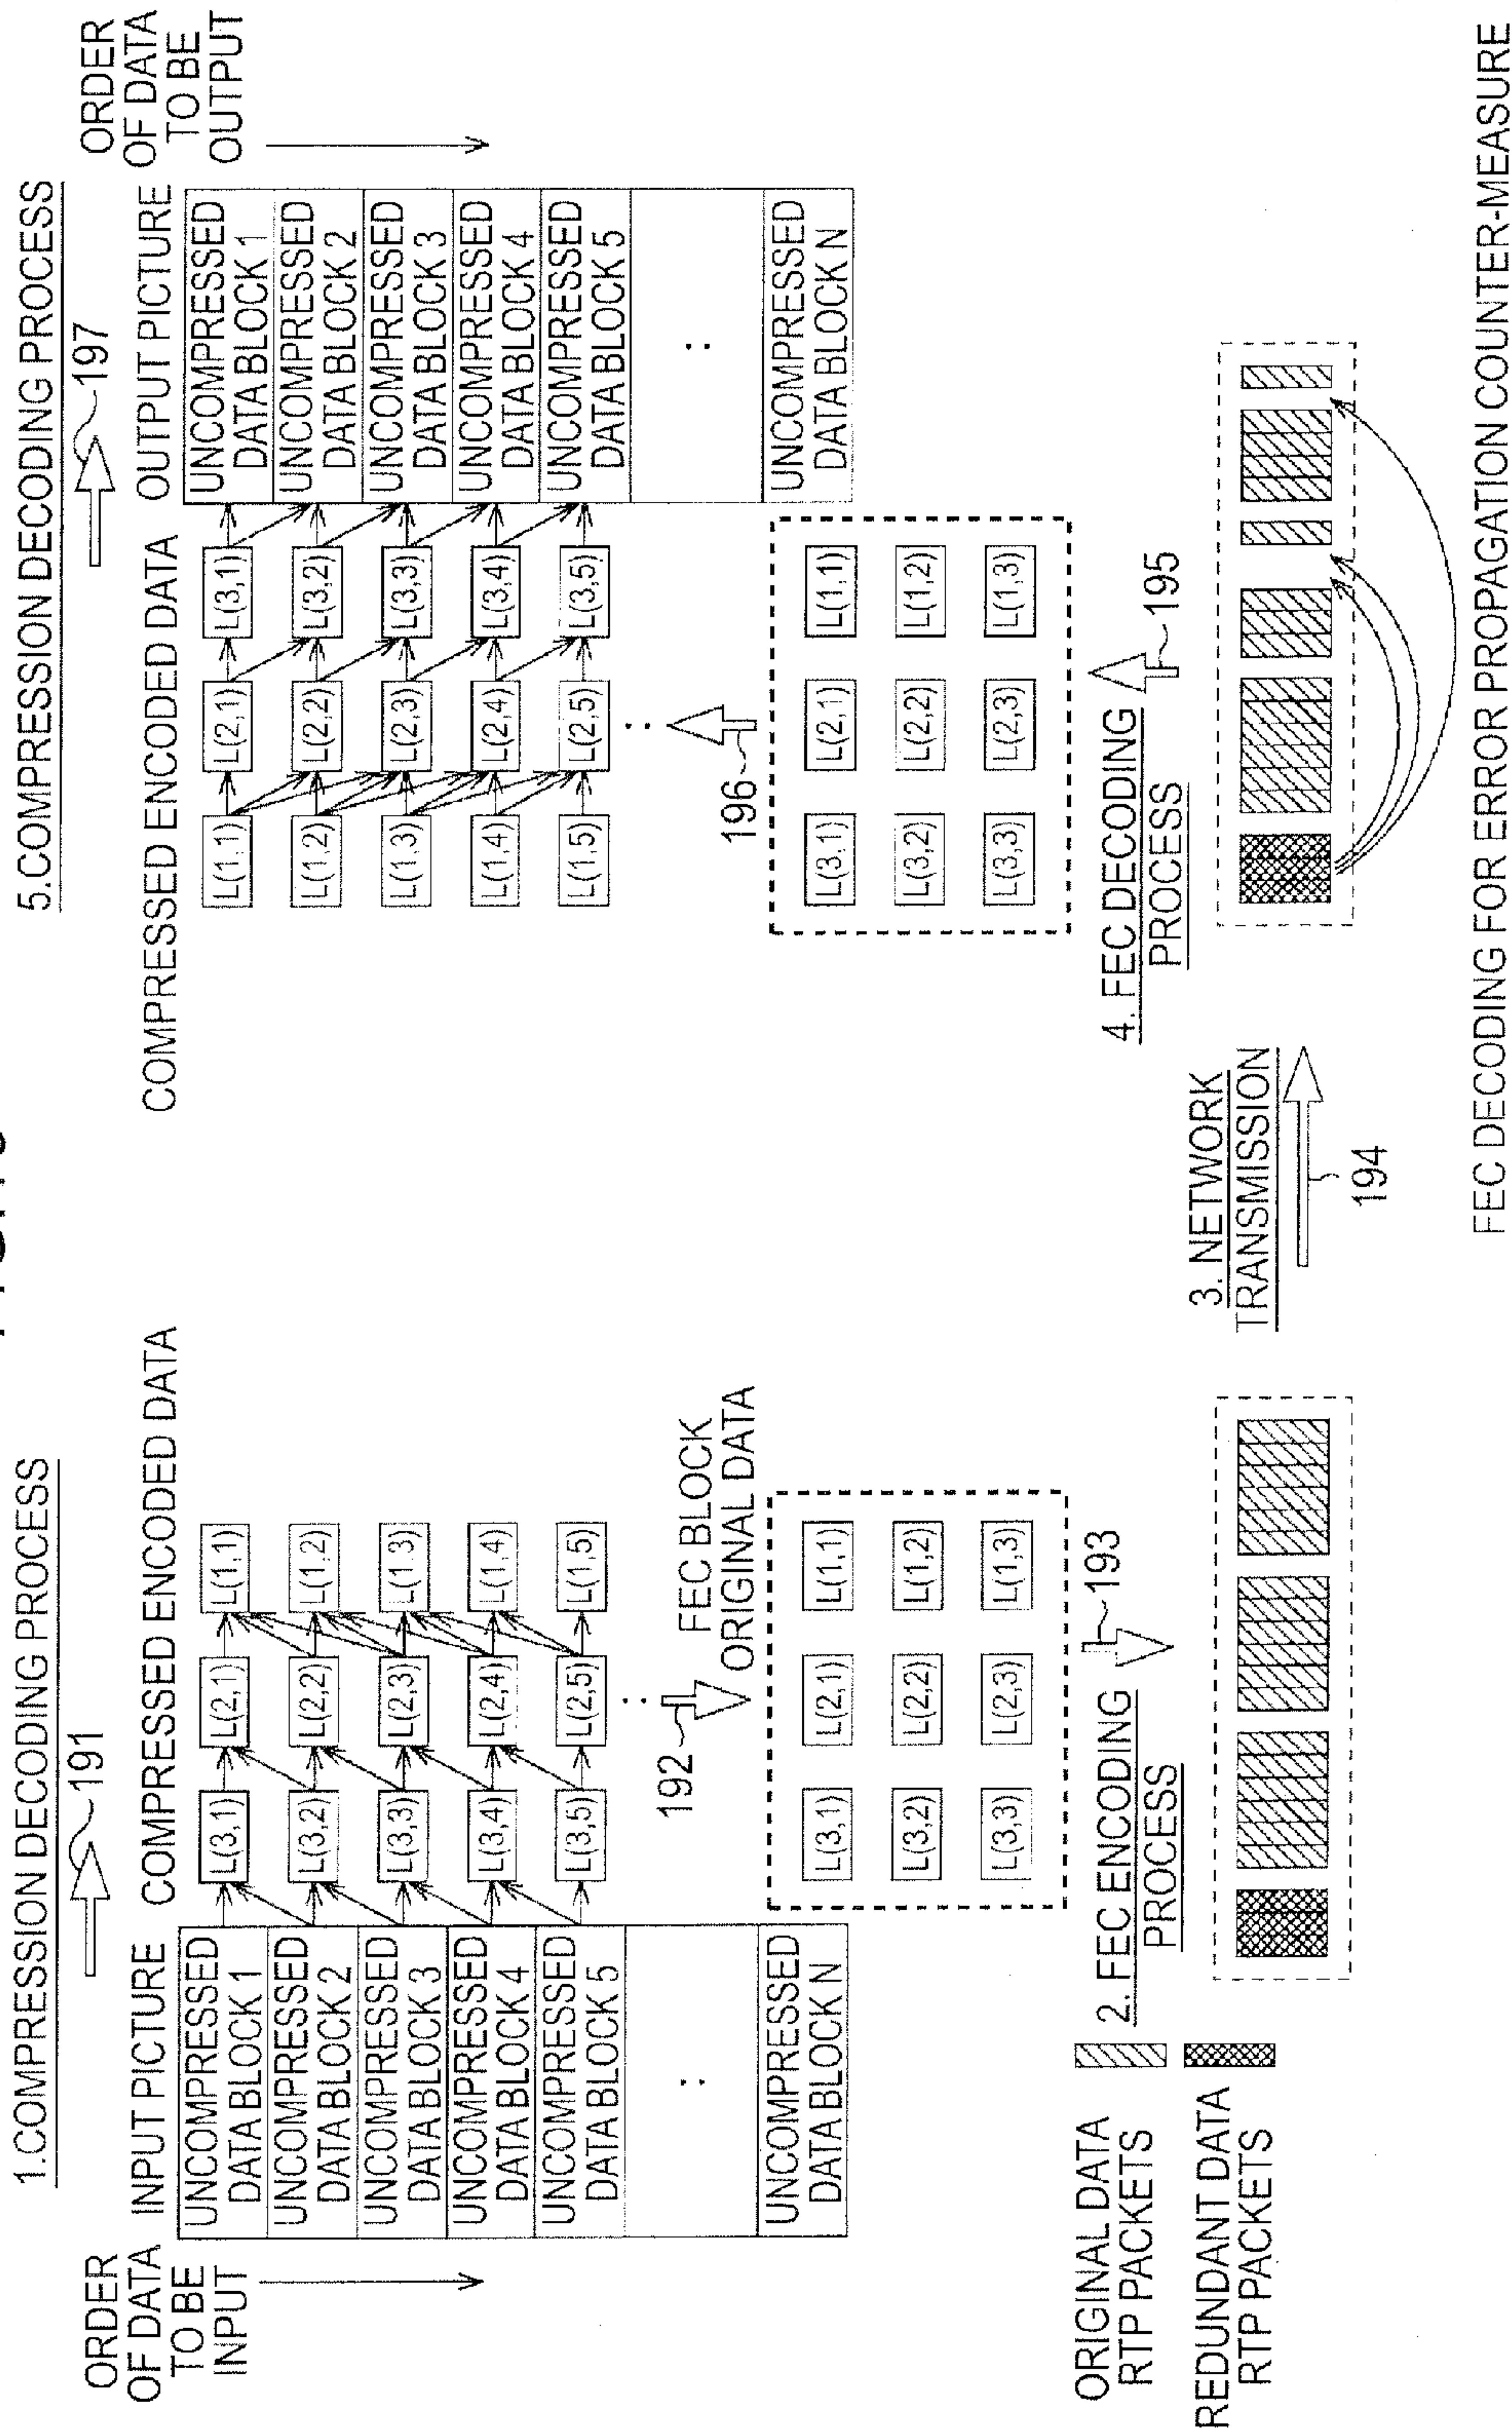 1.COMPRESSION DECODING PROCESS
191
ORDER
OF DATA
TO BE
INPUT
INPUT PICTURE
COMPRESSED ENCODED DATA
UNCOMPRESSED
DATA BLOCK 1
UNCOMPRESSED
DATA BLOCK 2
UNCOMPRESSED
DATA BLOCK 3
UNCOMPRESSED
DATA BLOCK 4
UNCOMPRESSED
DATA BLOCK 5
:
UNCOMPRESSED
DATA BLOCK N
L(3,1) L(2,1) L(1,1)
L(3,2) L(2,2) L(1,2)
L(3,3) L(2,3) L(1,3)
L(3,4) L(2,4) L(1,4)
L(3,5) L(2,5) L(1,5)
:
192
FEC BLOCK
ORIGINAL DATA
L(3,1) L(2,1) L(1,1)
L(3,2) L(2,2) L(1,2)
L(3,3) L(2,3) L(1,3)
2. FEC ENCODING
PROCESS
193
ORIGINAL DATA
RTP PACKETS
REDUNDANT DATA
RTP PACKETS
3. NETWORK
TRANSMISSION
194
5.COMPRESSION DECODING PROCESS
197
COMPRESSED ENCODED DATA
OUTPUT PICTURE
ORDER
OF DATA
TO BE
OUTPUT
L(1,1) L(2,1) L(3,1)
L(1,2) L(2,2) L(3,2)
L(1,3) L(2,3) L(3,3)
L(1,4) L(2,4) L(3,4)
L(1,5) L(2,5) L(3,5)
:
UNCOMPRESSED
DATA BLOCK 1
UNCOMPRESSED
DATA BLOCK 2
UNCOMPRESSED
DATA BLOCK 3
UNCOMPRESSED
DATA BLOCK 4
UNCOMPRESSED
DATA BLOCK 5
:
UNCOMPRESSED
DATA BLOCK N
196
L(3,1) L(2,1) L(1,1)
L(3,2) L(2,2) L(1,2)
L(3,3) L(2,3) L(1,3)
4. FEC DECODING
PROCESS
195
FEC DECODING FOR ERROR PROPAGATION COUNTER-MEASURE